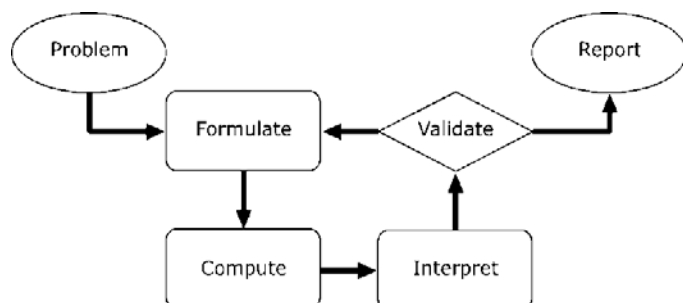 Problem
Report
Formulate
Validate
Compute
Interpret